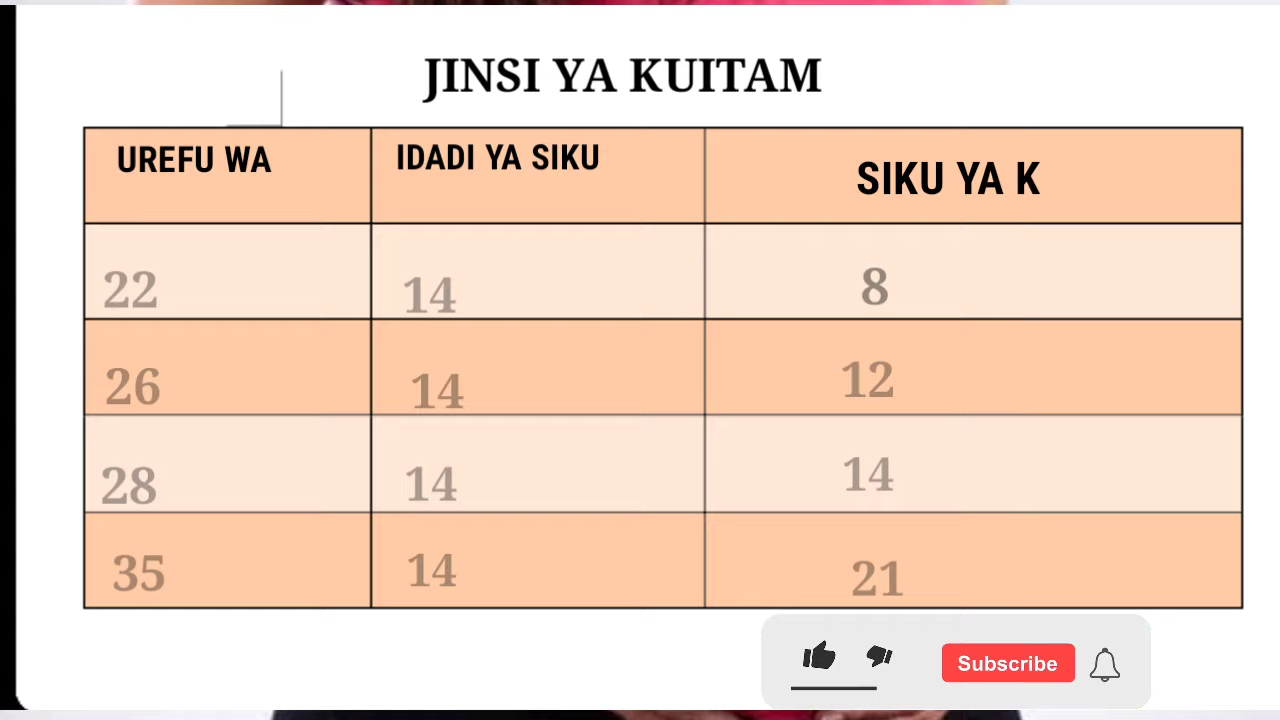 JINSI YA KUITAM
UREFU WA IDADI YA SIKU SIKU YA K
22 14 8
26 14 12
28 14 14
35 14 21
Subscribe